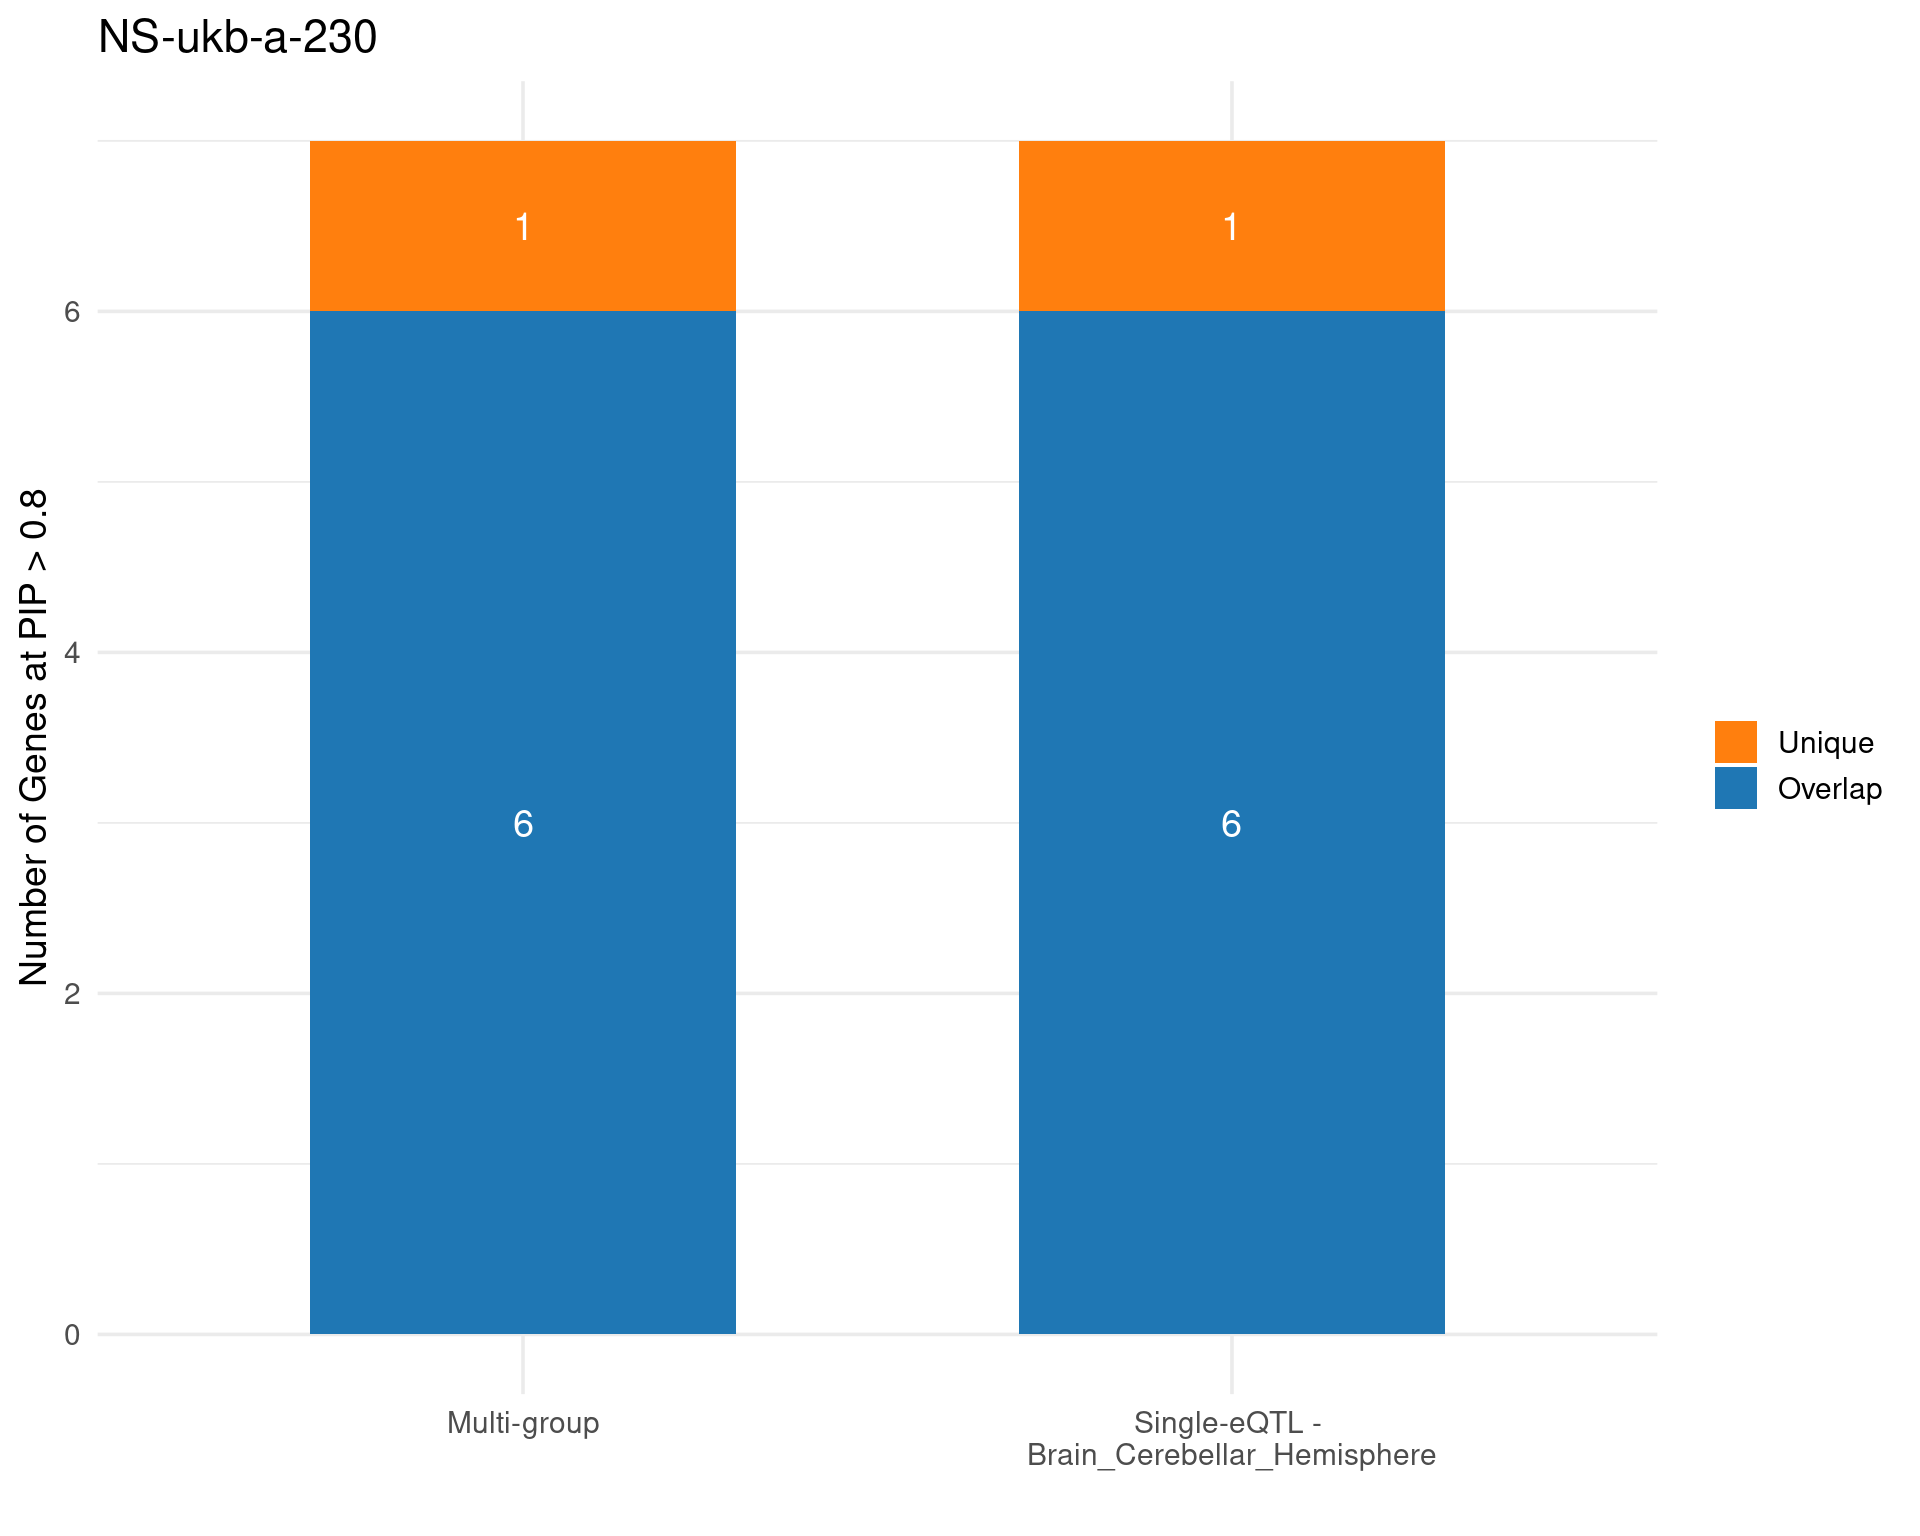 NS-ukb-a-230
Number of Genes at PIP > 0.8
6
4
2
0
1
1
6
6
Multi-group
Single-eQTL -
Brain_Cerebellar_Hemisphere
Unique
Overlap